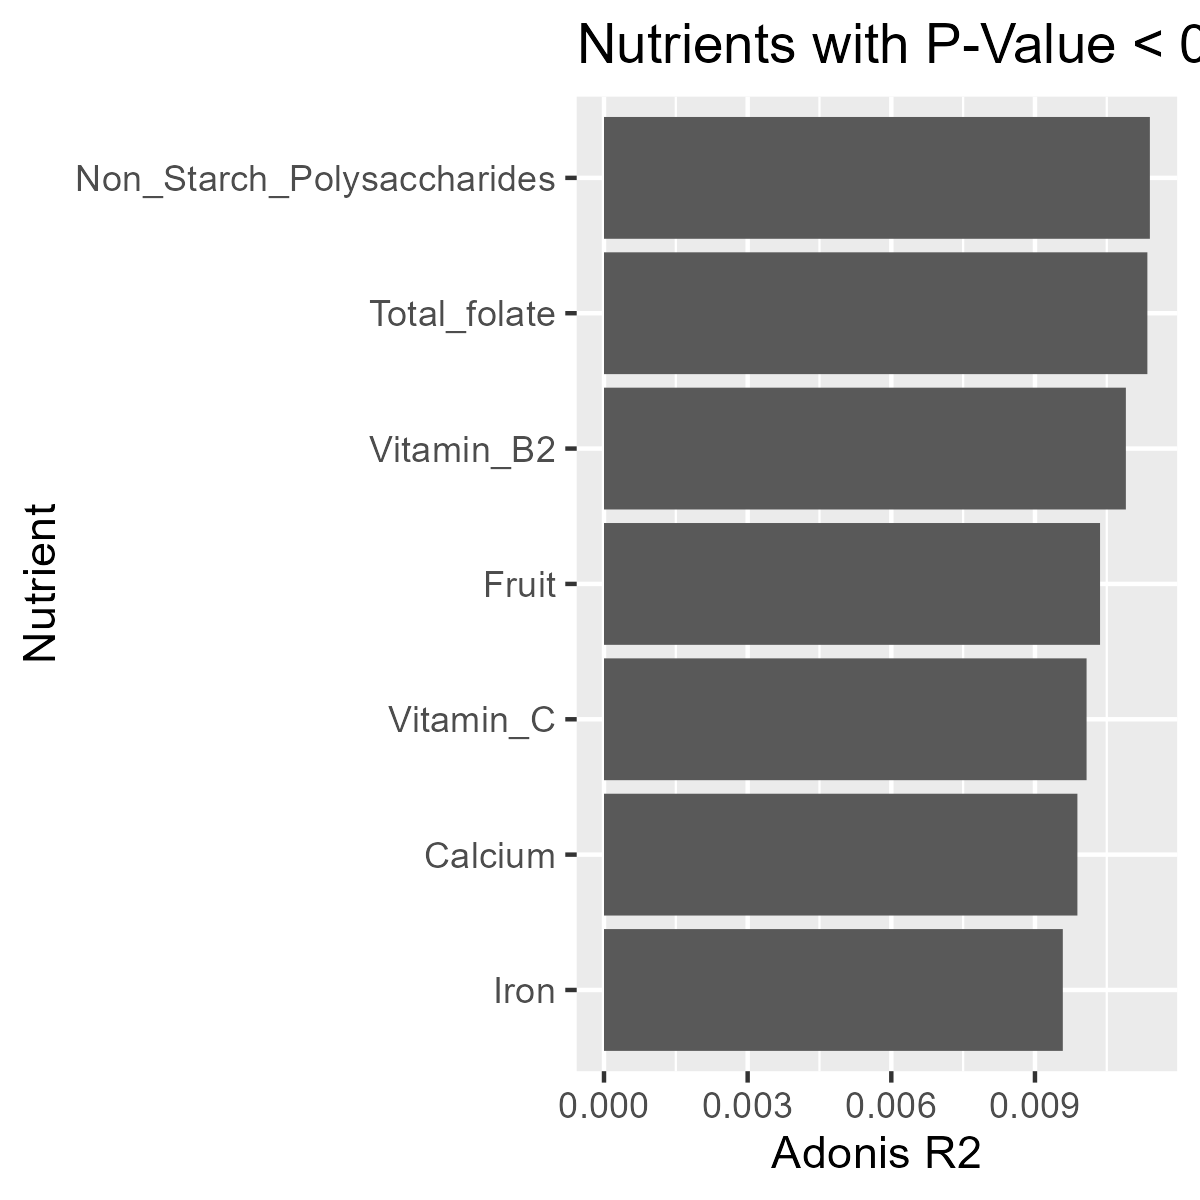 Nutrients with P-Value < 0
Non_Starch_Polysaccharides
Total_folate
Vitamin_B2
Fruit
Vitamin_C
Calcium
Iron
Nutrient
0.000 0.003 0.006 0.009
Adonis R2